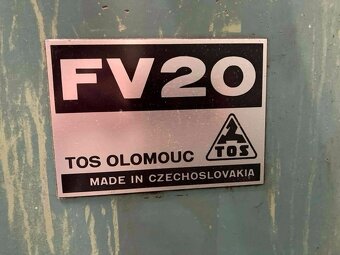 FV20
TOS OLOMOUC
TOS
MADE IN CZECHOSLOVAKIA